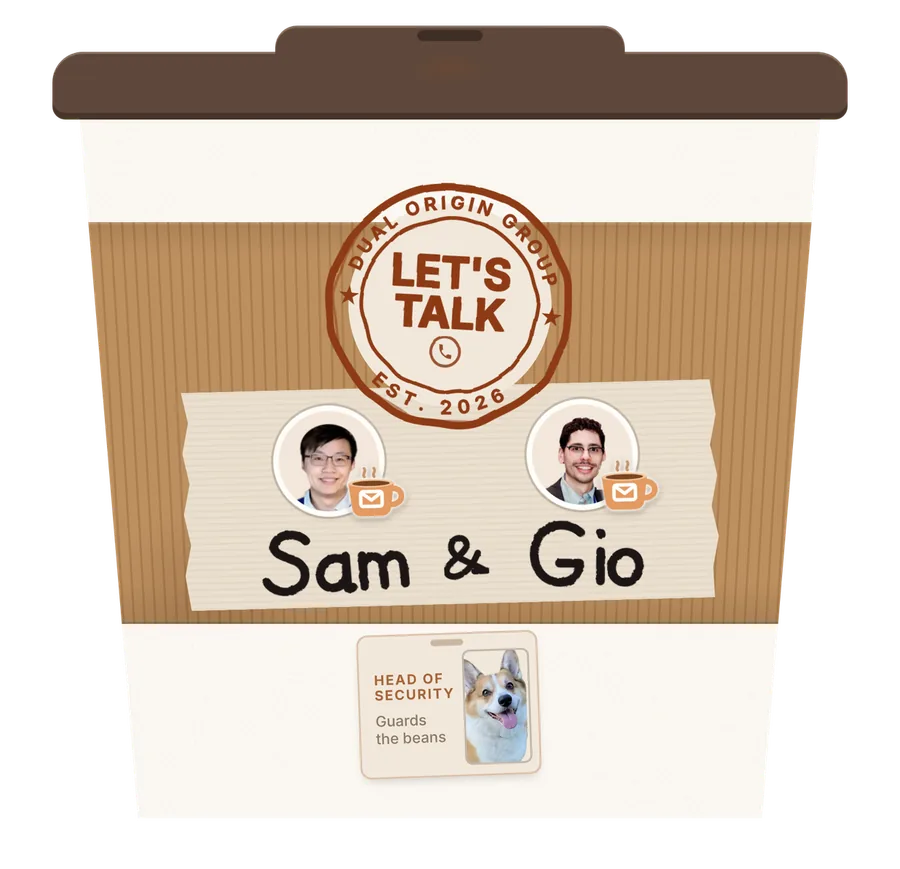 DUAL ORIGIN GROUP
LET'S
TALK
EST. 2026
Sam & Gio
HEAD OF
SECURITY
Guards
the beans